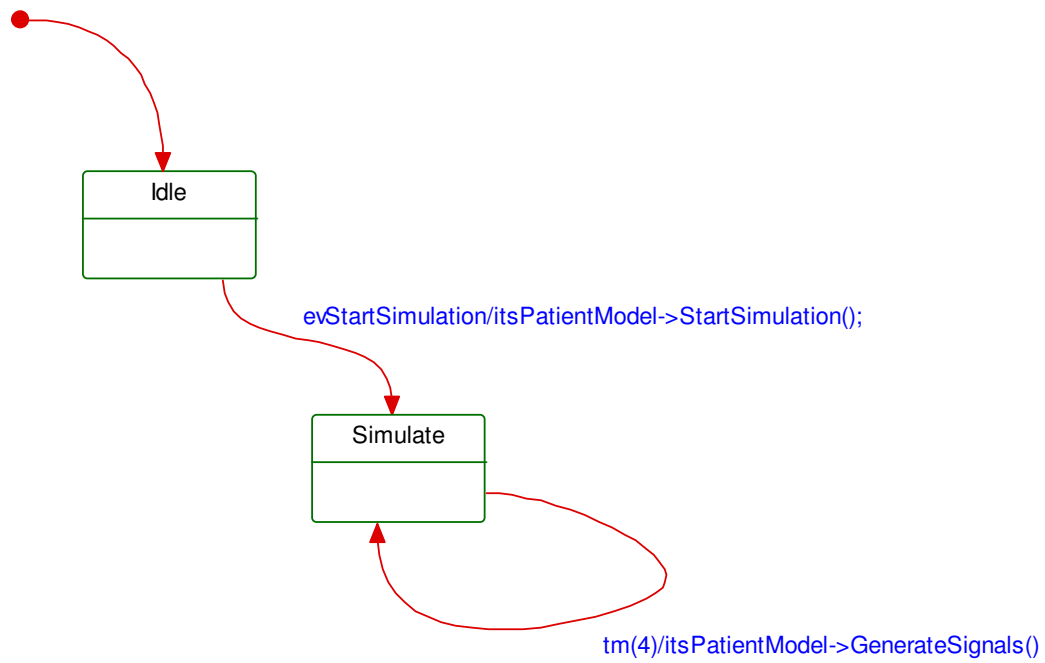 Idle
evStartSimulation/itsPatientModel->StartSimulation();
Simulate
tm(4)/itsPatientModel->GenerateSignals()